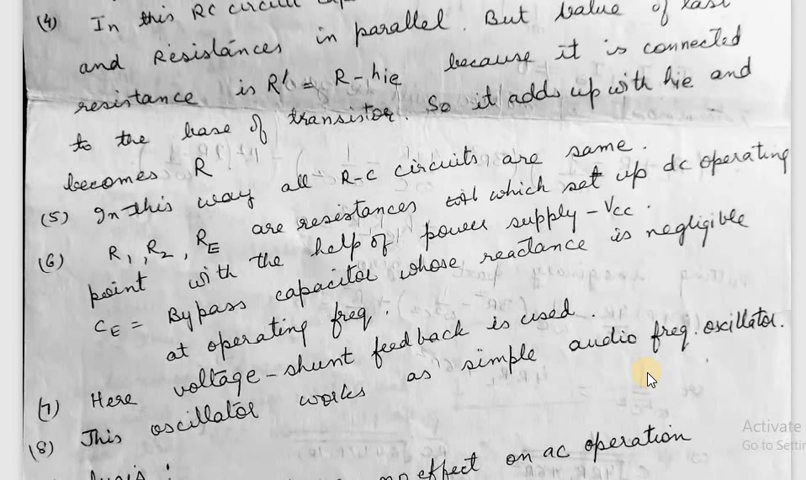 (4) In this RC circuit
and Resistances in parallel. But value of last
resistance is R' = R-hie because it is connected
to the base of transistor. So it adds up with hie and
becomes R
(5) In this way all R-C circuits are same.
(6) R1, R2, RE are resistances which set up dc operating
point with the help of power supply - Vcc.
CE = Bypass capacitor whose reactance is negligible
at operating freq.
(7) Here voltage-shunt feedback is used.
(8) This oscillator works as simple audio freq. oscillator.
no effect on ac operation
Activate
Go to Settin